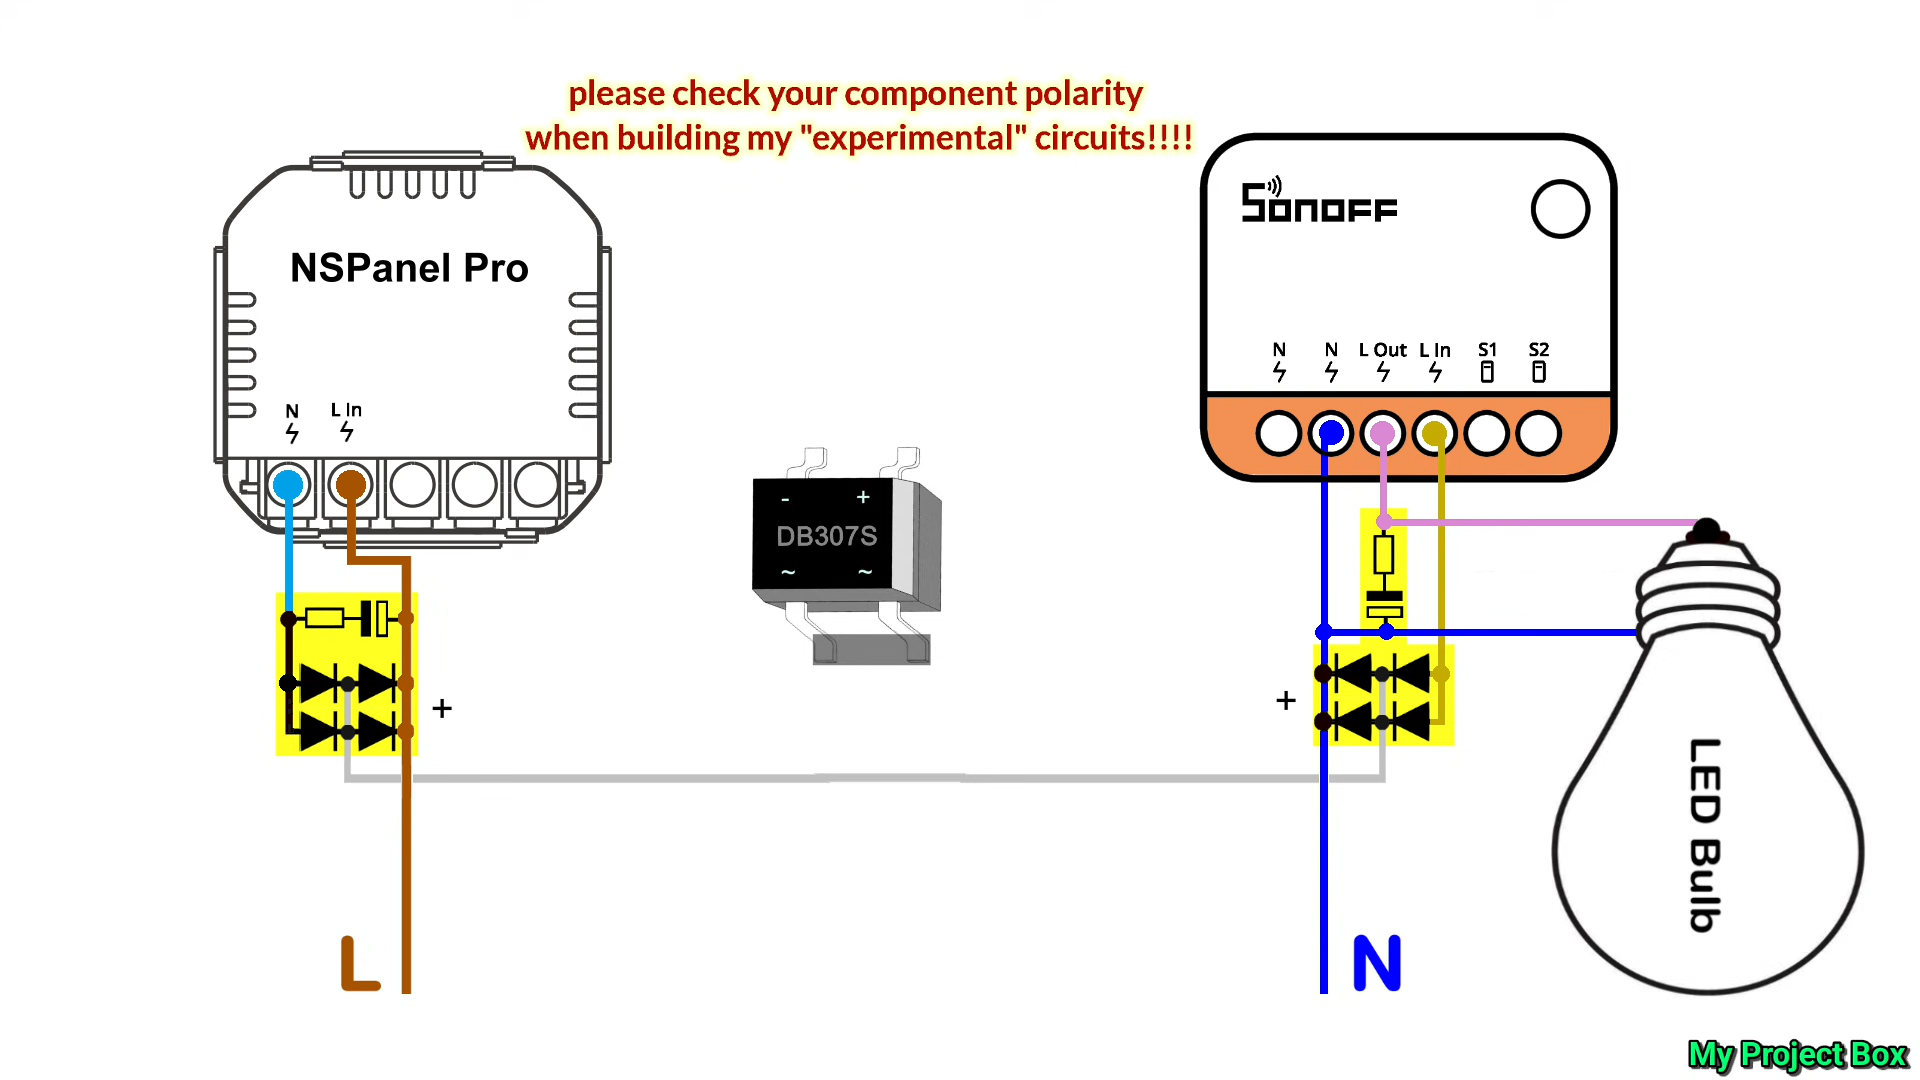 please check your component polarity
when building my "experimental" circuits!!!!
SONOFF
NSPanel Pro
N N L Out L In S1 S2
N L In
- +
DB307S
~ ~
+ +
LED Bulb
L N
My Project Box